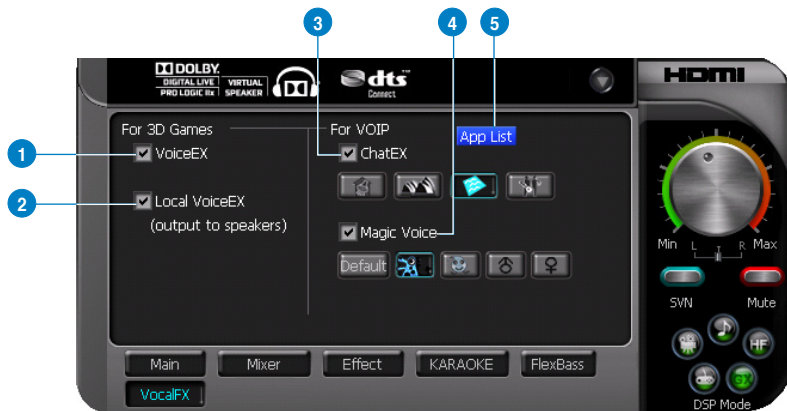 3
4
5
DOLBY
DIGITAL LIVE
PRO LOGIC IIx
VIRTUAL
SPEAKER
dts
Connect
HDMI
For 3D Games
For VOIP
App List
1
VoiceEX
ChatEX
2
Local VoiceEX
(output to speakers)
Magic Voice
Default
Min
L
T
R
Max
SVN
Mute
HF
GX
DSP Mode
Main
Mixer
Effect
KARAOKE
FlexBass
VocalFX